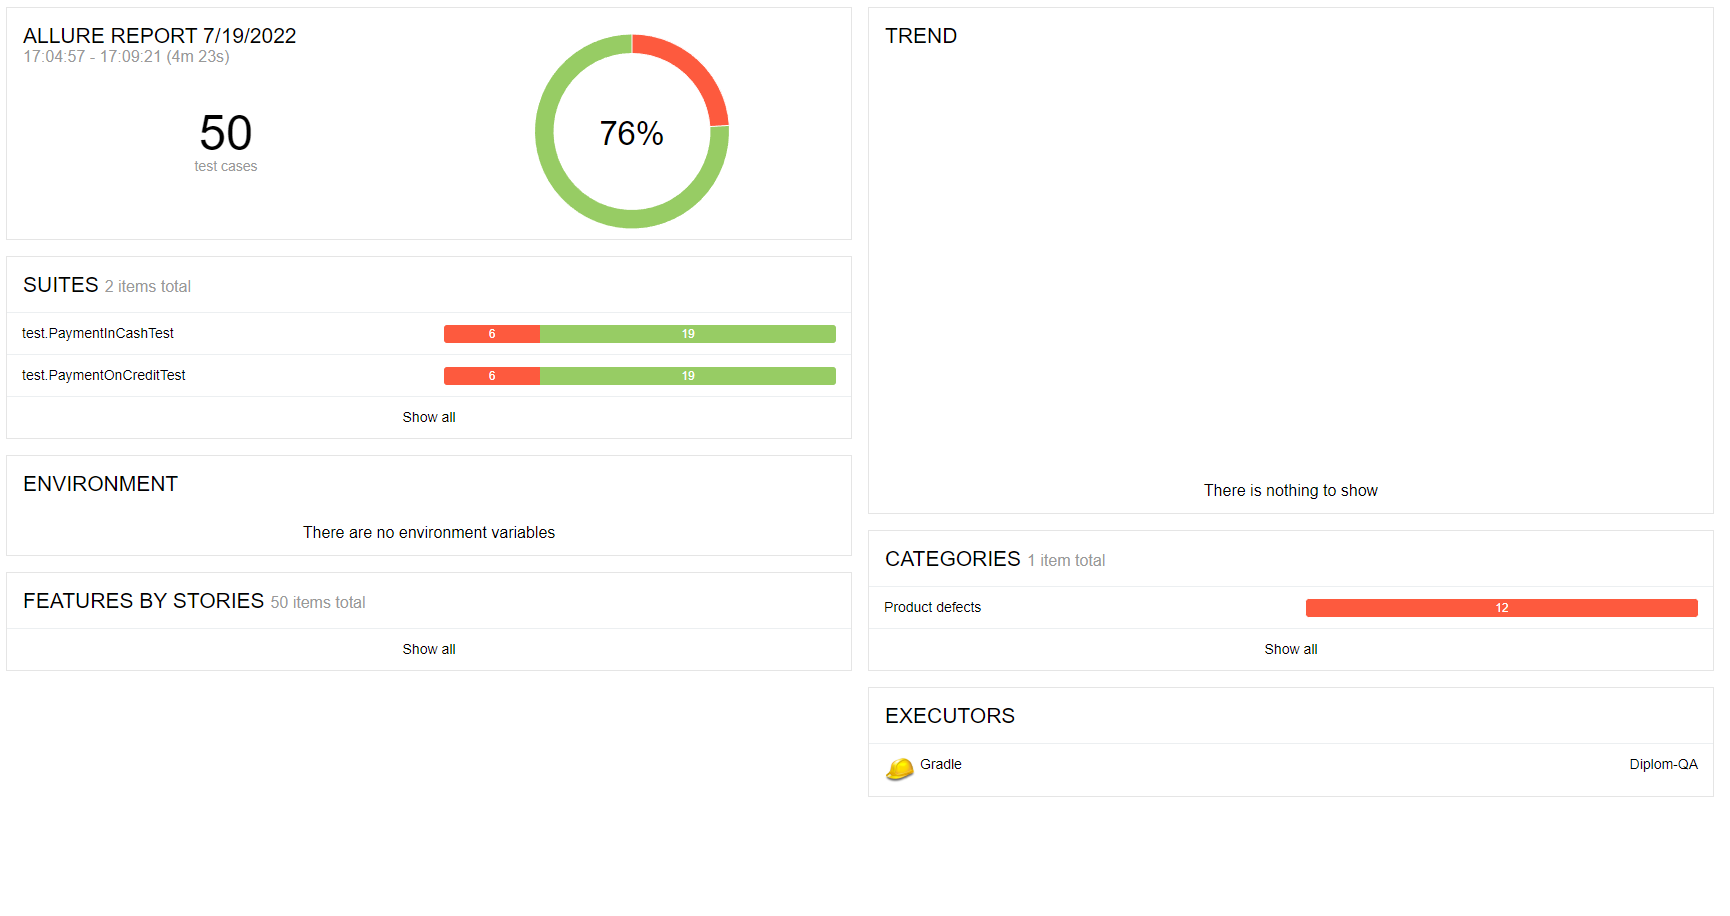 ALLURE REPORT 7/19/2022
17:04:57 - 17:09:21 (4m 23s)
50
test cases
76%
SUITES 2 items total
test.PaymentInCashTest 6 19
test.PaymentOnCreditTest 6 19
Show all
ENVIRONMENT
There are no environment variables
FEATURES BY STORIES 50 items total
Show all
TREND
There is nothing to show
CATEGORIES 1 item total
Product defects 12
Show all
EXECUTORS
Gradle Diplom-QA